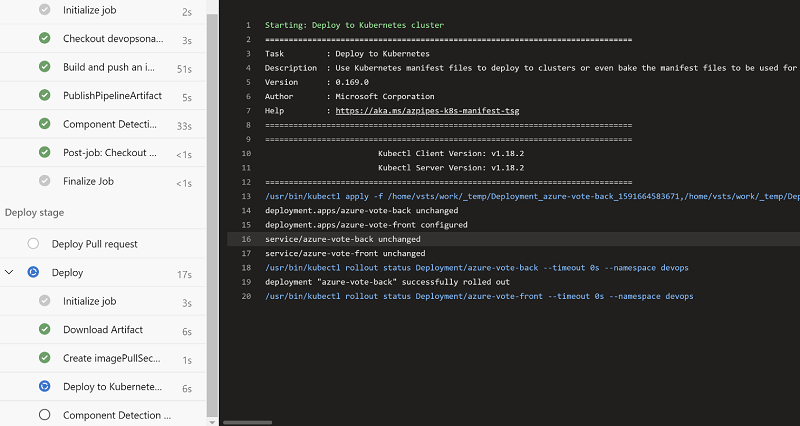 Initialize job 2s
Checkout devopsona... 3s
Build and push an i... 51s
PublishPipelineArtifact 5s
Component Detecti... 33s
Post-job: Checkout ... <1s
Finalize Job <1s
Deploy stage
Deploy Pull request
Deploy 17s
Initialize job 3s
Download Artifact 6s
Create imagePullSec... 1s
Deploy to Kubernete... 6s
Component Detection ...
1 Starting: Deploy to Kubernetes cluster
2 ==============================================================================
3 Task : Deploy to Kubernetes
4 Description : Use Kubernetes manifest files to deploy to clusters or even bake the manifest files to be used for
5 Version : 0.169.0
6 Author : Microsoft Corporation
7 Help : https://aka.ms/azpipes-k8s-manifest-tsg
8 ==============================================================================
9 ==============================================================================
10 Kubectl Client Version: v1.18.2
11 Kubectl Server Version: v1.18.2
12 ==============================================================================
13 /usr/bin/kubectl apply -f /home/vsts/work/_temp/Deployment_azure-vote-back_1591664583671,/home/vsts/work/_temp/Dep
14 deployment.apps/azure-vote-back unchanged
15 deployment.apps/azure-vote-front configured
16 service/azure-vote-back unchanged
17 service/azure-vote-front unchanged
18 /usr/bin/kubectl rollout status Deployment/azure-vote-back --timeout 0s --namespace devops
19 deployment "azure-vote-back" successfully rolled out
20 /usr/bin/kubectl rollout status Deployment/azure-vote-front --timeout 0s --namespace devops